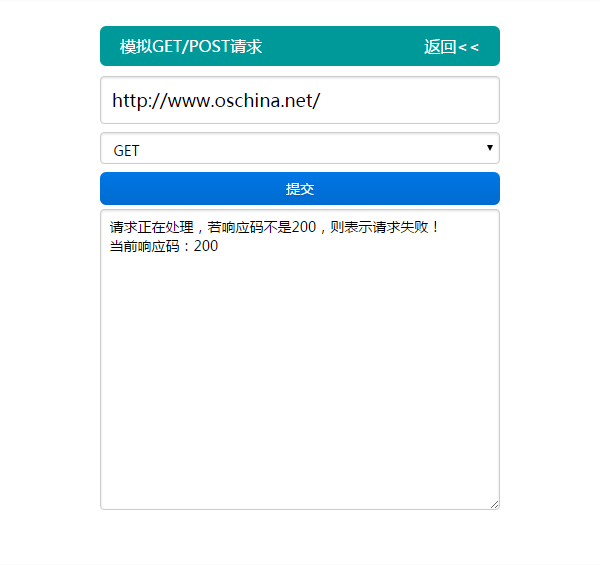 模拟GET/POST请求 返回<<
http://www.oschina.net/
GET
提交
请求正在处理，若响应码不是200，则表示请求失败！
当前响应码：200